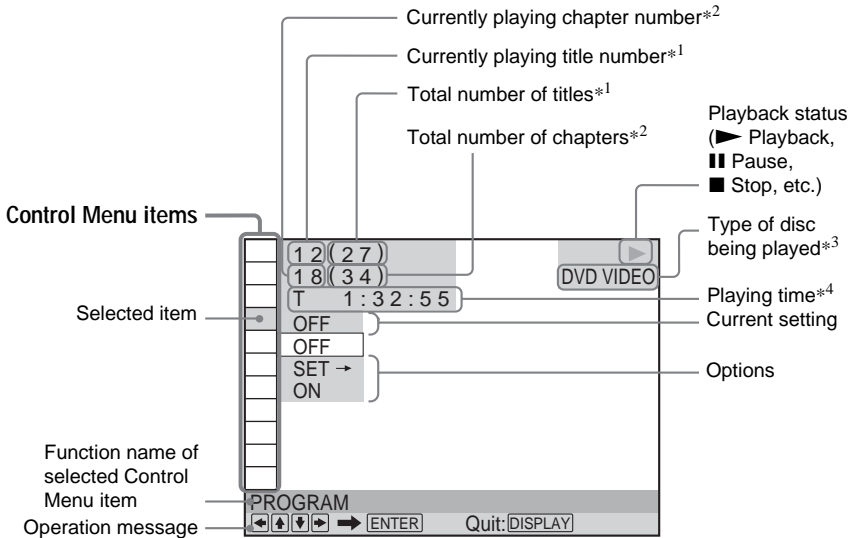 Currently playing chapter number*2
Currently playing title number*1
Total number of titles*1
Total number of chapters*2
Playback status
(► Playback,
❚❚ Pause,
■ Stop, etc.)
Type of disc
being played*3
Playing time*4
Current setting
Options
Control Menu items
Selected item
Function name of
selected Control
Menu item
Operation message
12(27)
18(34)
T 1:32:55
DVD VIDEO
OFF
OFF
SET →
ON
PROGRAM
←↑↓→ ➡ ENTER Quit: DISPLAY